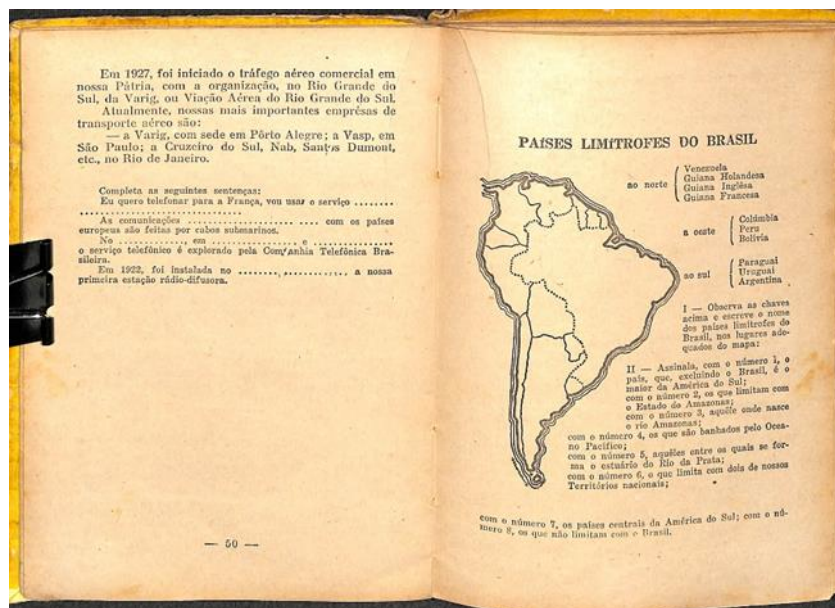 Em 1927, foi iniciado o tráfego aéreo comercial em
nossa Pátria, com a organização, no Rio Grande do
Sul, da Varig, ou Viação Aérea do Rio Grande do Sul.
Atualmente, nossas mais importantes emprêsas de
transporte aéreo são:
— a Varig, com sede em Pôrto Alegre; a Vasp, em
São Paulo; a Cruzeiro do Sul, Nab, Santos Dumont,
etc., no Rio de Janeiro.
Completa as seguintes sentenças:
Eu quero telefonar para a França, vou usar o serviço ........
..............................
As comunicações ................... .... com os países
europeus são feitas por cabos submarinos.
No ............., em ................ e ................
o serviço telefônico é explorado pela Companhia Telefônica Bra-
sileira.
Em 1922, foi instalada no ........., ............. a nossa
primeira estação rádio-difusora.
— 50 —
PAÍSES LIMÍTROFES DO BRASIL
ao norte { Venezuela
Guiana Holandesa
Guiana Inglêsa
Guiana Francesa
a oeste { Colúmbia
Peru
Bolívia
ao sul { Paraguai
Uruguai
Argentina
I — Observa as chaves
acima e escreve o nome
dos países limítrofes do
Brasil, nos lugares ade-
quados do mapa:
II — Assinala, com o número 1, o
país, que, excluindo o Brasil, é o
maior da América do Sul;
com o número 2, os que limitam com
o Estado do Amazonas;
com o número 3, aquêle onde nasce
o rio Amazonas;
com o número 4, os que são banhados pelo Ocea-
no Pacífico;
com o número 5, aquêles entre os quais se for-
ma o estuário do Rio da Prata;
com o número 6, o que limita com dois de nossos
Territórios nacionais;
com o número 7, os países centrais da América do Sul; com o nú-
mero 8, os que não limitam com o Brasil.